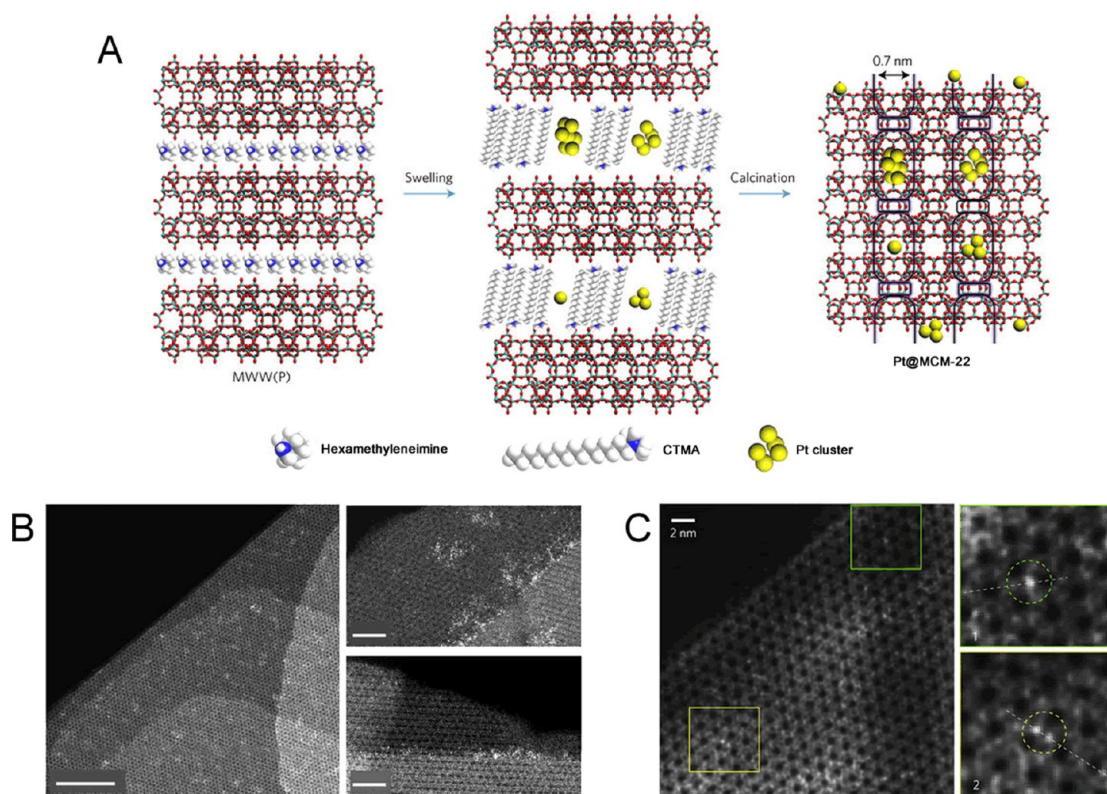 A
0.7 nm
Swelling
Calcination
MWW(P)
Pt@MCM-22
Hexamethyleneimine
CTMA
Pt cluster
B
C
2 nm
1
2